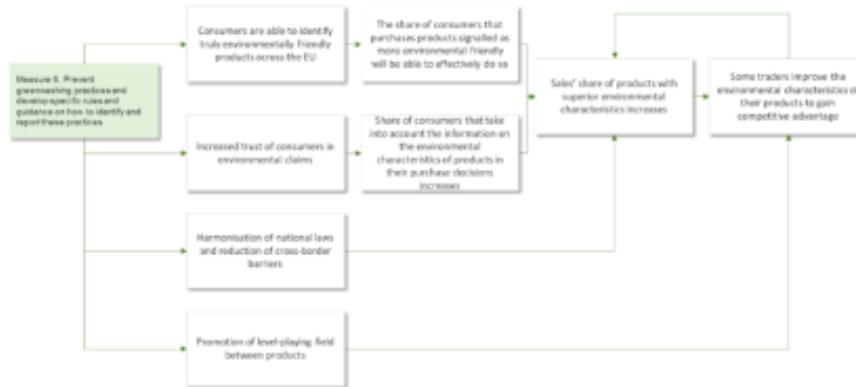 Consumers are able to identify
truly environmentally friendly
products across the EU
The share of consumers that
purchases products signalled as
more environmental friendly
will be able to effectively do so
Measure 6. Prevent
greenwashing practices and
develop specific rules and
guidance on how to identify and
report these practices
Sales' share of products with
superior environmental
characteristics increases
Some traders improve the
environmental characteristics of
their products to gain
competitive advantage
Increased trust of consumers in
environmental claims
Share of consumers that take
into account the information on
the environmental
characteristics of products in
their purchase decisions
increases
Harmonisation of national laws
and reduction of cross-border
barriers
Promotion of level-playing field
between products